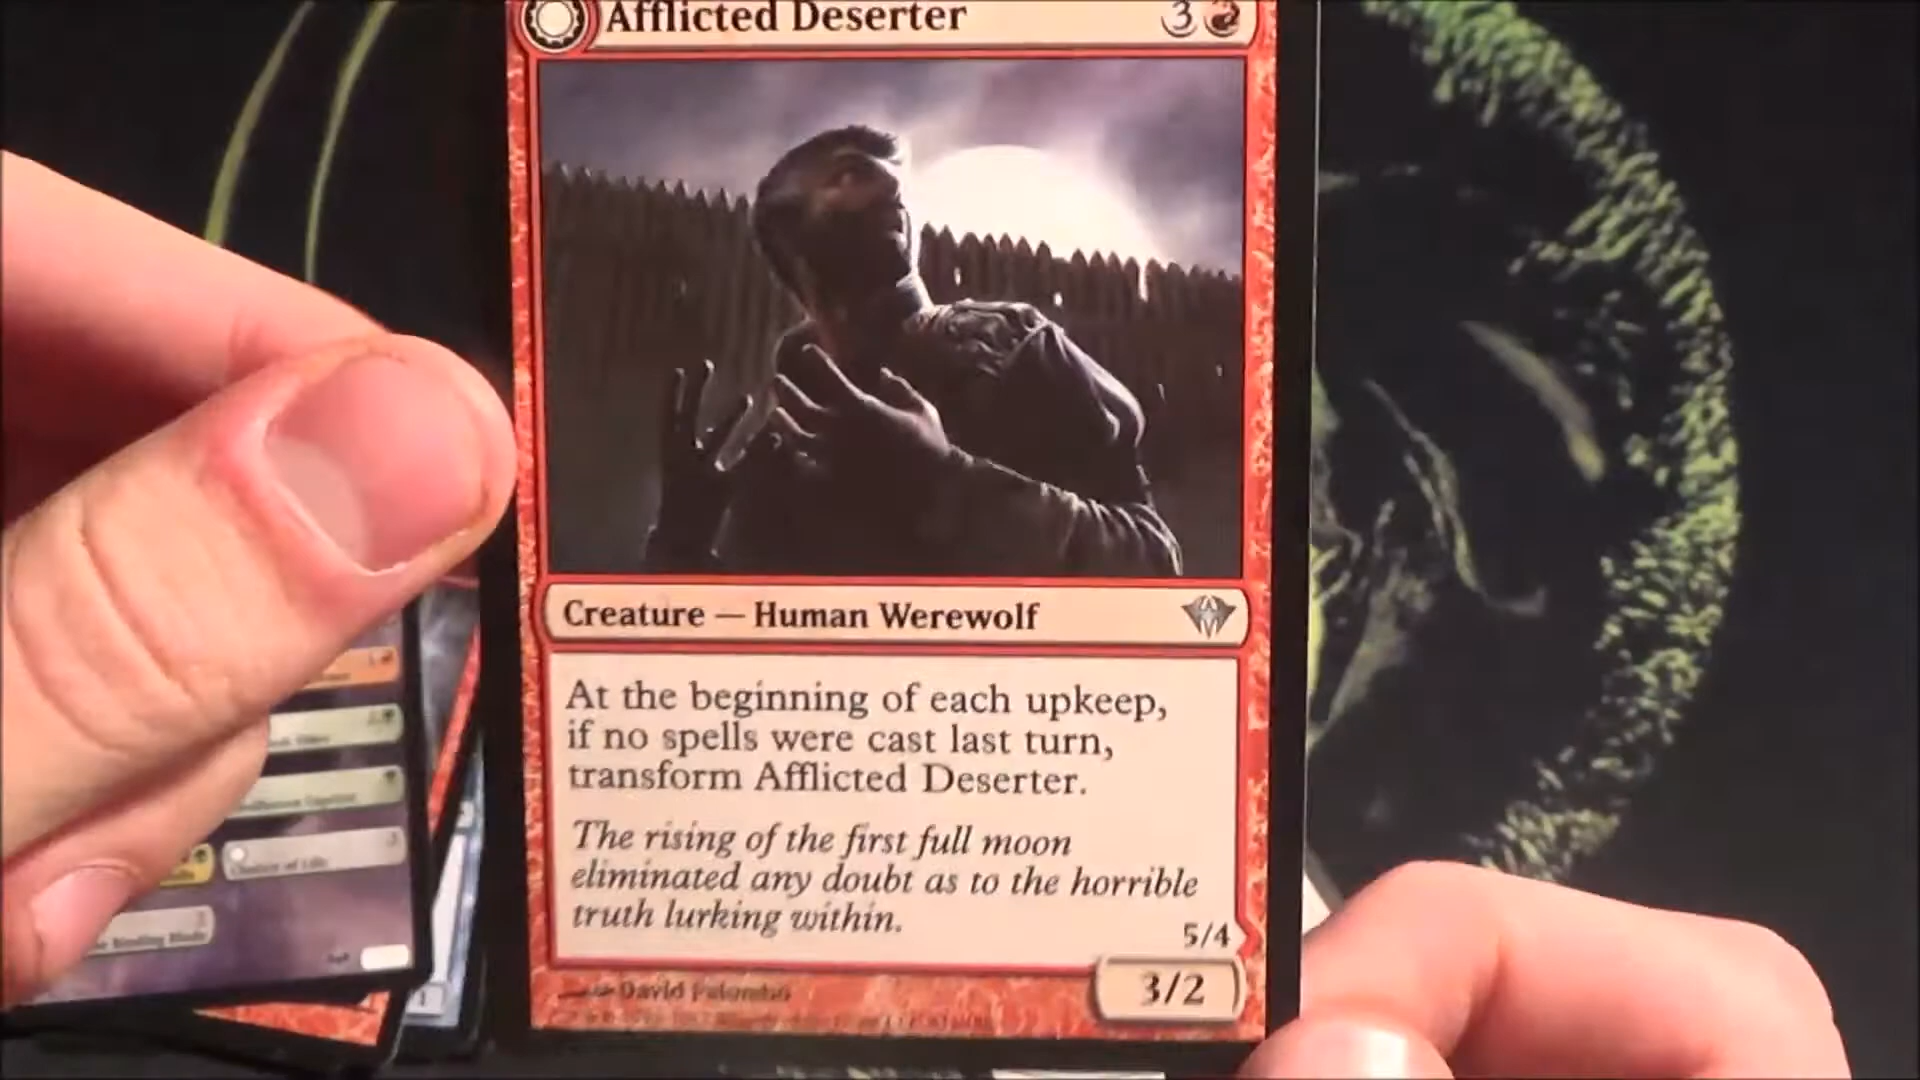 Afflicted Deserter 3
Creature — Human Werewolf
At the beginning of each upkeep,
if no spells were cast last turn,
transform Afflicted Deserter.
The rising of the first full moon
eliminated any doubt as to the horrible
truth lurking within.
5/4
3/2
David Palumbo
1